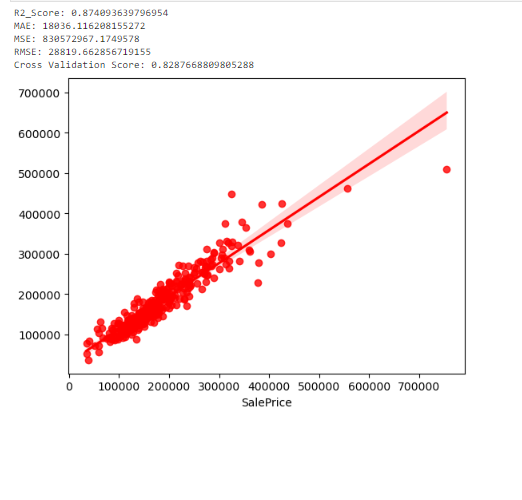 R2_Score: 0.874093639796954
MAE: 18036.116208155272
MSE: 830572967.1749578
RMSE: 28819.662856719155
Cross Validation Score: 0.8287668809805288
700000
600000
500000
400000
300000
200000
100000
0 100000 200000 300000 400000 500000 600000 700000
SalePrice